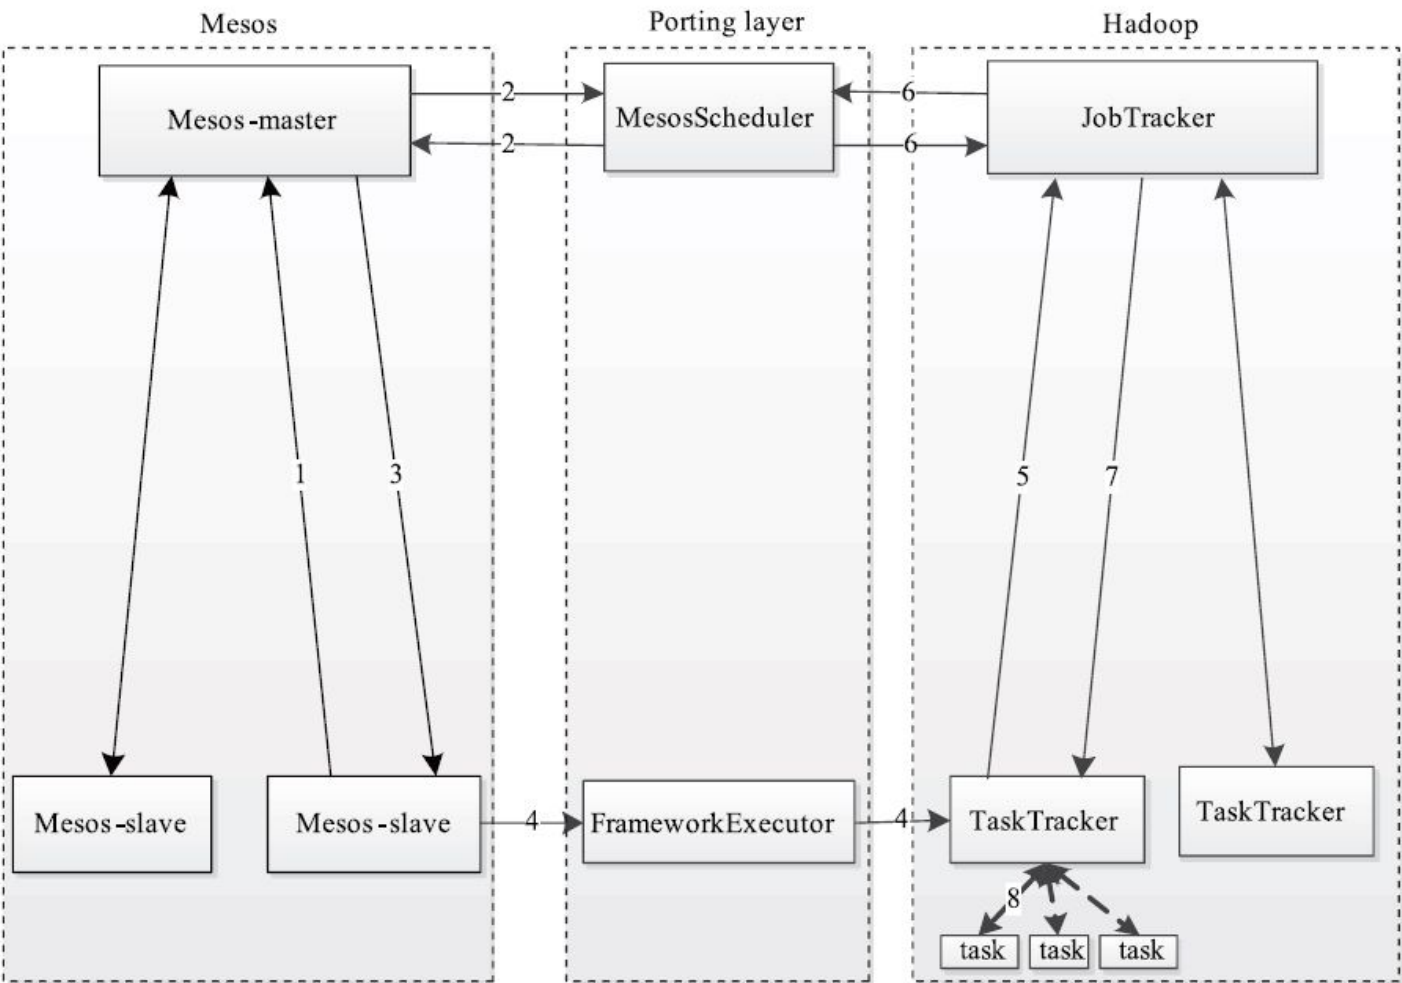 Mesos
Porting layer
Hadoop
Mesos-master
2
2
MesosScheduler
6
6
JobTracker
1
3
5
7
Mesos-slave
Mesos-slave
4
FrameworkExecutor
4
TaskTracker
TaskTracker
8
task
task
task